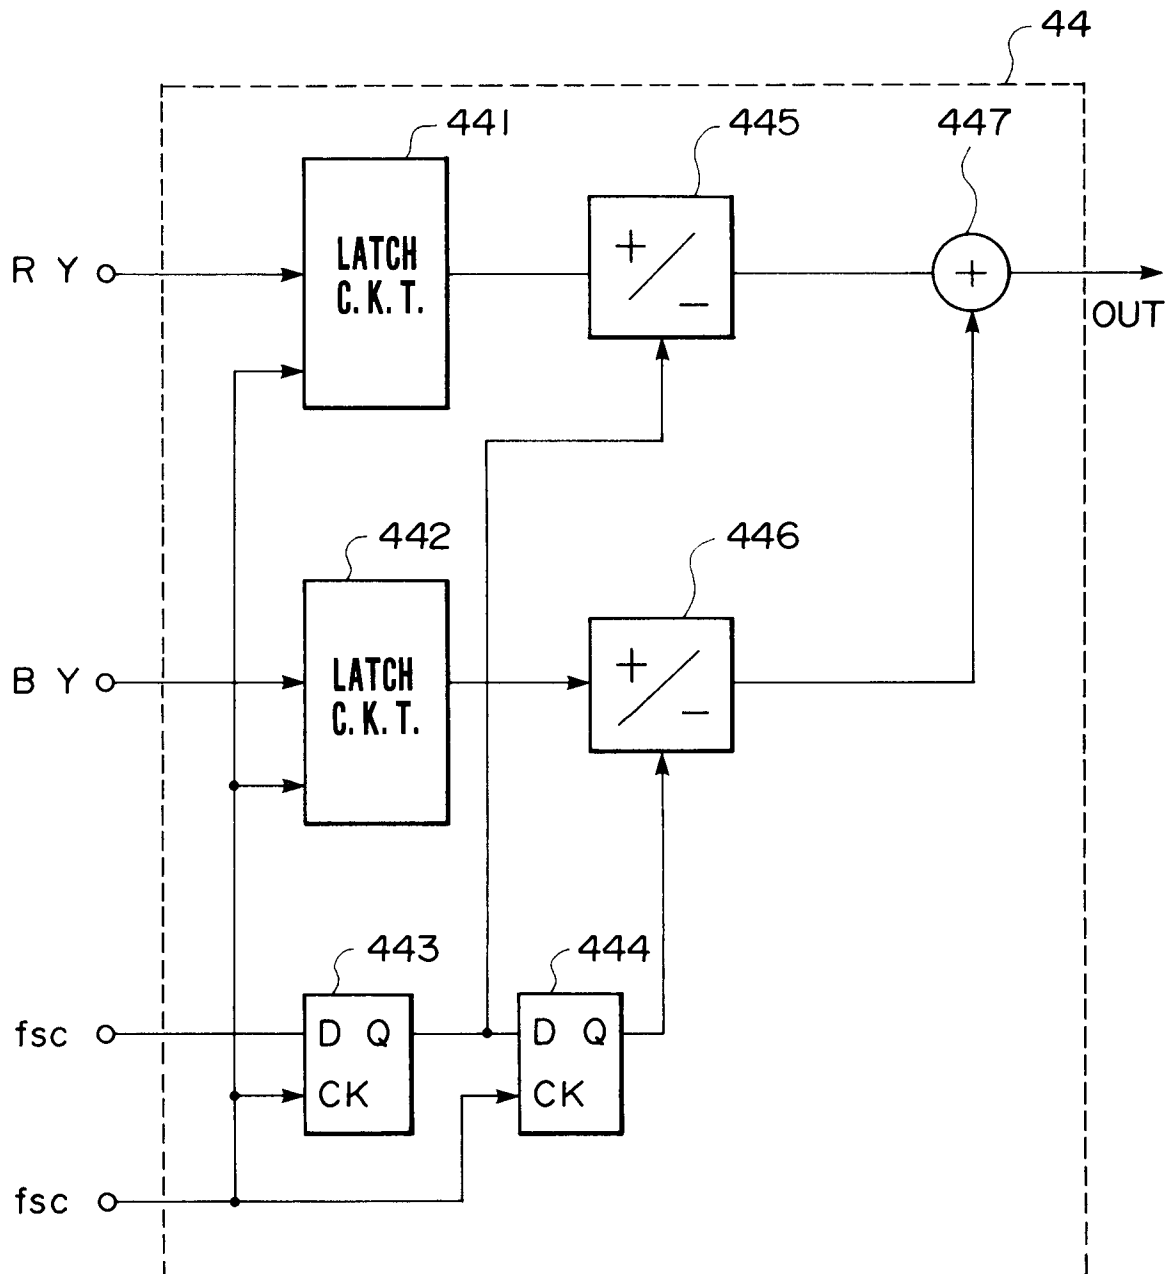 44
441
445
447
R Y
LATCH
C. K. T.
+
/
−
+
OUT
442
446
B Y
LATCH
C. K. T.
+
/
−
443
444
fsc
D Q
CK
D Q
CK
fsc